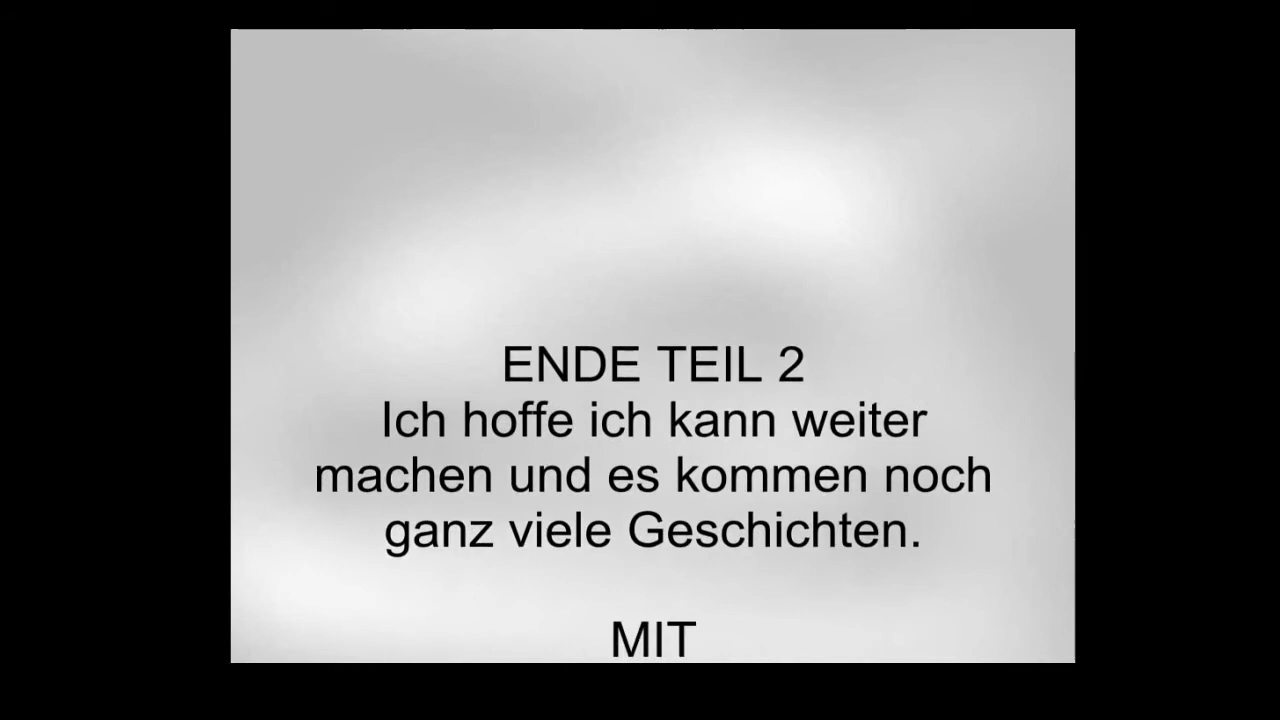 ENDE TEIL 2
Ich hoffe ich kann weiter
machen und es kommen noch
ganz viele Geschichten.
MIT